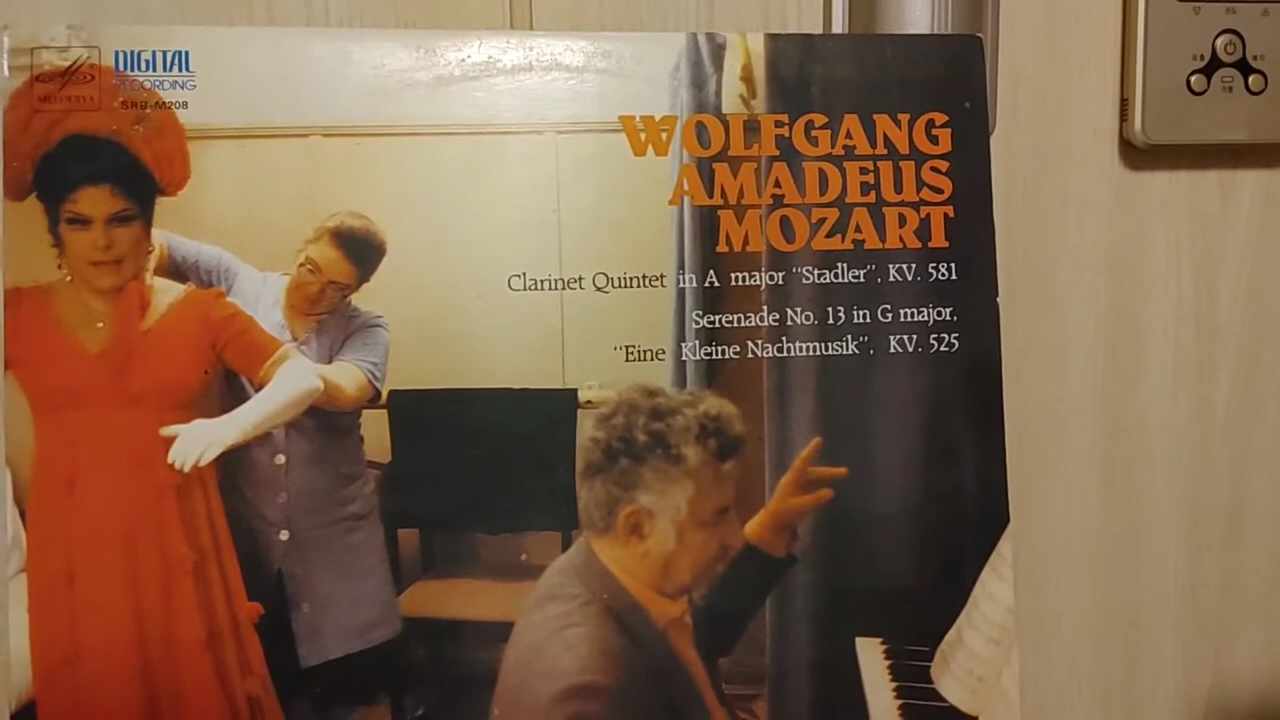 MELODIYA
DIGITAL
RECORDING
SRB-M208
WOLFGANG
AMADEUS
MOZART
Clarinet Quintet in A major "Stadler", KV. 581
Serenade No. 13 in G major,
"Eine Kleine Nachtmusik", KV. 525